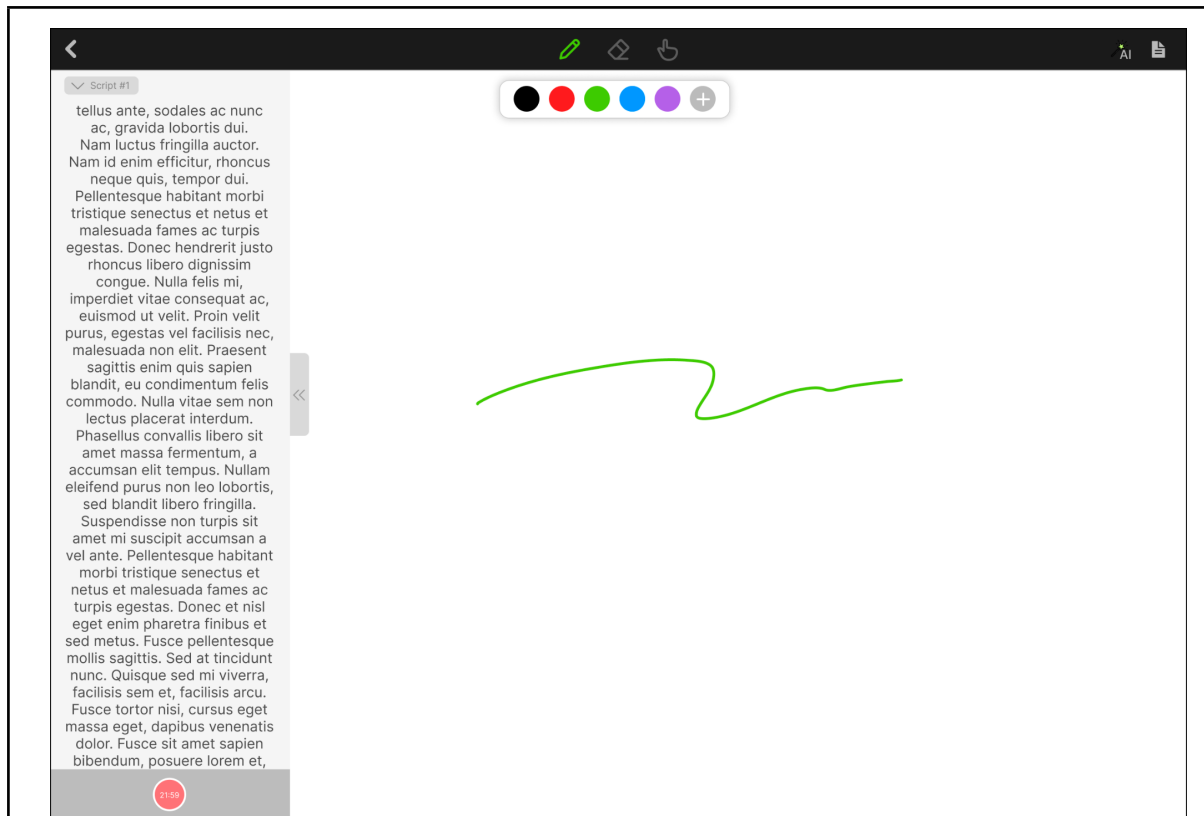 AI
Script #1
tellus ante, sodales ac nunc
ac, gravida lobortis dui.
Nam luctus fringilla auctor.
Nam id enim efficitur, rhoncus
neque quis, tempor dui.
Pellentesque habitant morbi
tristique senectus et netus et
malesuada fames ac turpis
egestas. Donec hendrerit justo
rhoncus libero dignissim
congue. Nulla felis mi,
imperdiet vitae consequat ac,
euismod ut velit. Proin velit
purus, egestas vel facilisis nec,
malesuada non elit. Praesent
sagittis enim quis sapien
blandit, eu condimentum felis
commodo. Nulla vitae sem non
lectus placerat interdum.
Phasellus convallis libero sit
amet massa fermentum, a
accumsan elit tempus. Nullam
eleifend purus non leo lobortis,
sed blandit libero fringilla.
Suspendisse non turpis sit
amet mi suscipit accumsan a
vel ante. Pellentesque habitant
morbi tristique senectus et
netus et malesuada fames ac
turpis egestas. Donec et nisl
eget enim pharetra finibus et
sed metus. Fusce pellentesque
mollis sagittis. Sed at tincidunt
nunc. Quisque sed mi viverra,
facilisis sem et, facilisis arcu.
Fusce tortor nisi, cursus eget
massa eget, dapibus venenatis
dolor. Fusce sit amet sapien
bibendum, posuere lorem et,
21:59